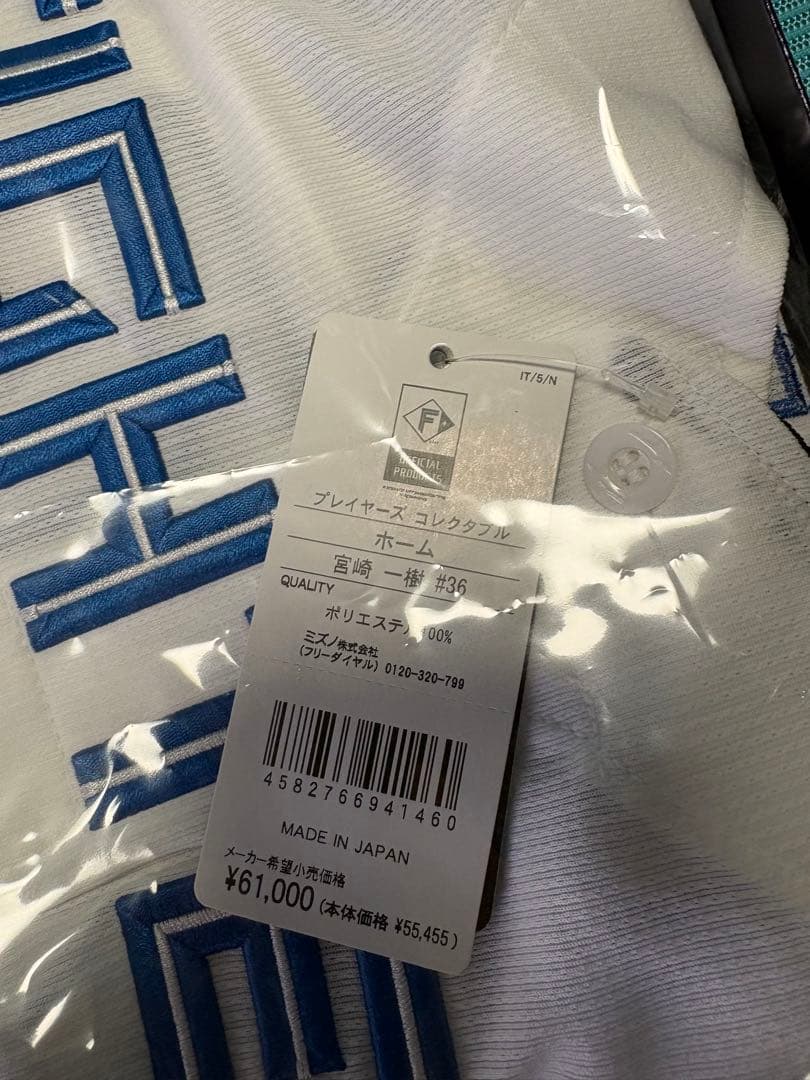 IT/5/N
F
OFFICIAL
PRODUCTS
プレイヤーズ コレクタブル
ホーム
宮崎 一樹 #36
QUALITY
ポリエステル 00%
ミズノ株式会社
(フリーダイヤル) 0120-320-799
4582766941460
MADE IN JAPAN
メーカー希望小売価格
¥61,000 (本体価格 ¥55,455)